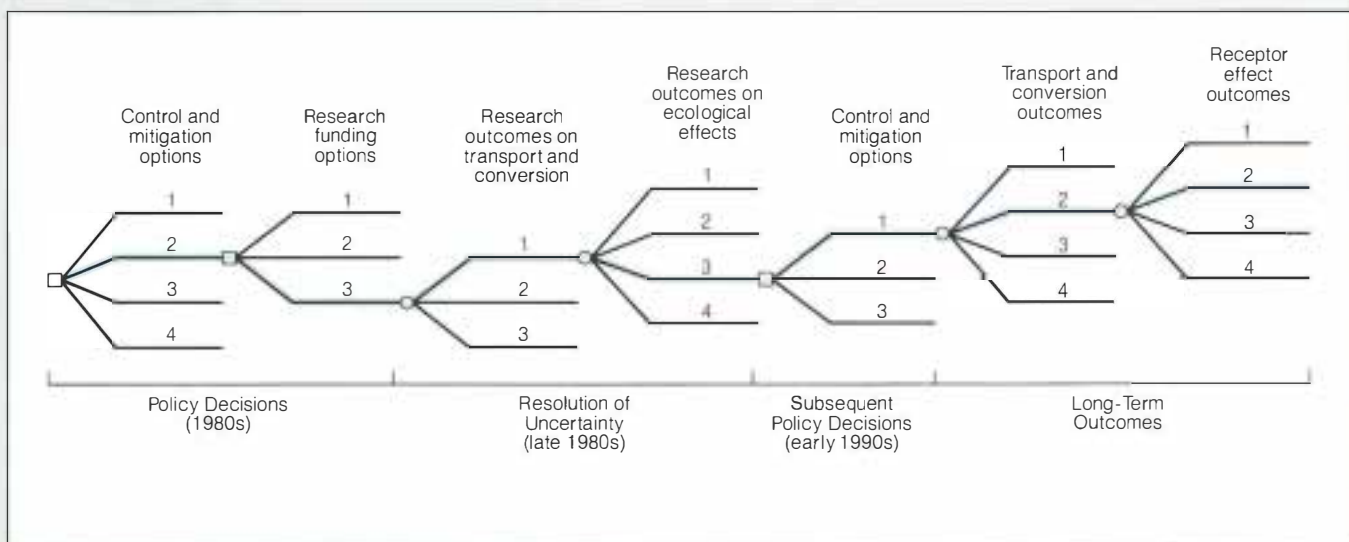 Control and
mitigation
options
1
2
3
4
Research
funding
options
1
2
3
Research
outcomes on
transport and
conversion
1
2
3
Research
outcomes on
ecological
effects
1
2
3
4
Control and
mitigation
options
1
2
3
Transport and
conversion
outcomes
1
2
3
4
Receptor
effect
outcomes
1
2
3
4
Policy Decisions
(1980s)
Resolution of
Uncertainty
(late 1980s)
Subsequent
Policy Decisions
(early 1990s)
Long-Term
Outcomes